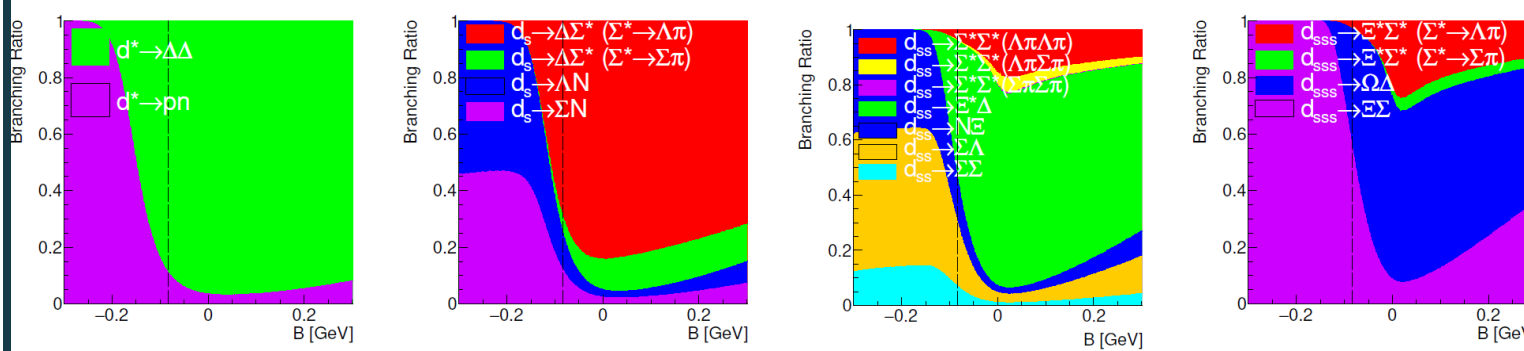 Branching Ratio
1
0.8
0.6
0.4
0.2
0
−0.2
0
0.2
B [GeV]
d*→ΔΔ
d*→pn
Branching Ratio
1
0.8
0.6
0.4
0.2
0
−0.2
0
0.2
B [GeV]
dₛ→ΔΣ* (Σ*→Λπ)
dₛ→ΔΣ* (Σ*→Σπ)
dₛ→ΛN
dₛ→ΣN
Branching Ratio
1
0.8
0.6
0.4
0.2
0
−0.2
0
0.2
B [GeV]
dₛₛ→Σ*Σ*(ΛπΛπ)
dₛₛ→Σ*Σ*(ΛπΣπ)
dₛₛ→Σ*Σ*(ΣπΣπ)
dₛₛ→Ξ*Δ
dₛₛ→NΞ
dₛₛ→ΣΛ
dₛₛ→ΣΣ
Branching Ratio
1
0.8
0.6
0.4
0.2
0
−0.2
0
0.2
B [GeV]
dₛₛₛ→Ξ*Σ* (Σ*→Λπ)
dₛₛₛ→Ξ*Σ* (Σ*→Σπ)
dₛₛₛ→ΩΔ
dₛₛₛ→ΞΣ